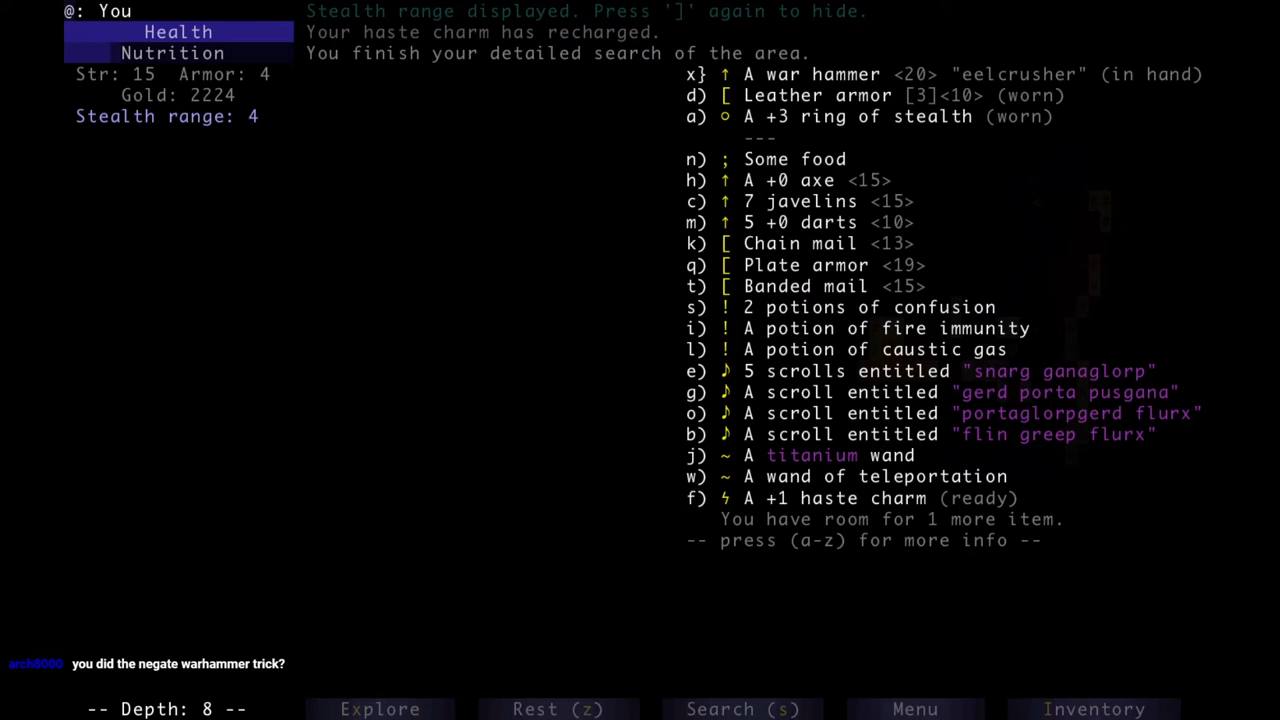 @: You
Health
Nutrition
Str: 15  Armor: 4
Gold: 2224
Stealth range: 4
Stealth range displayed. Press ']' again to hide.
Your haste charm has recharged.
You finish your detailed search of the area.
x} ↑ A war hammer <20> "eelcrusher" (in hand)
d) [ Leather armor [3]<10> (worn)
a) ○ A +3 ring of stealth (worn)
---
n) ; Some food
h) ↑ A +0 axe <15>
c) ↑ 7 javelins <15>
m) ↑ 5 +0 darts <10>
k) [ Chain mail <13>
q) [ Plate armor <19>
t) [ Banded mail <15>
s) ! 2 potions of confusion
i) ! A potion of fire immunity
l) ! A potion of caustic gas
e) ♪ 5 scrolls entitled "snarg ganaglorp"
g) ♪ A scroll entitled "gerd porta pusgana"
o) ♪ A scroll entitled "portaglorpgerd flurx"
b) ♪ A scroll entitled "flin greep flurx"
j) ~ A titanium wand
w) ~ A wand of teleportation
f) ϟ A +1 haste charm (ready)
You have room for 1 more item.
-- press (a-z) for more info --
arch8000 you did the negate warhammer trick?
-- Depth: 8 --
Explore
Rest (z)
Search (s)
Menu
Inventory